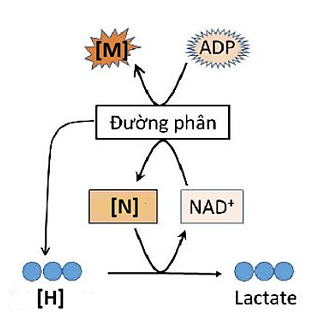 [M]
ADP
Đường phân
[N]
NAD⁺
[H]
Lactate